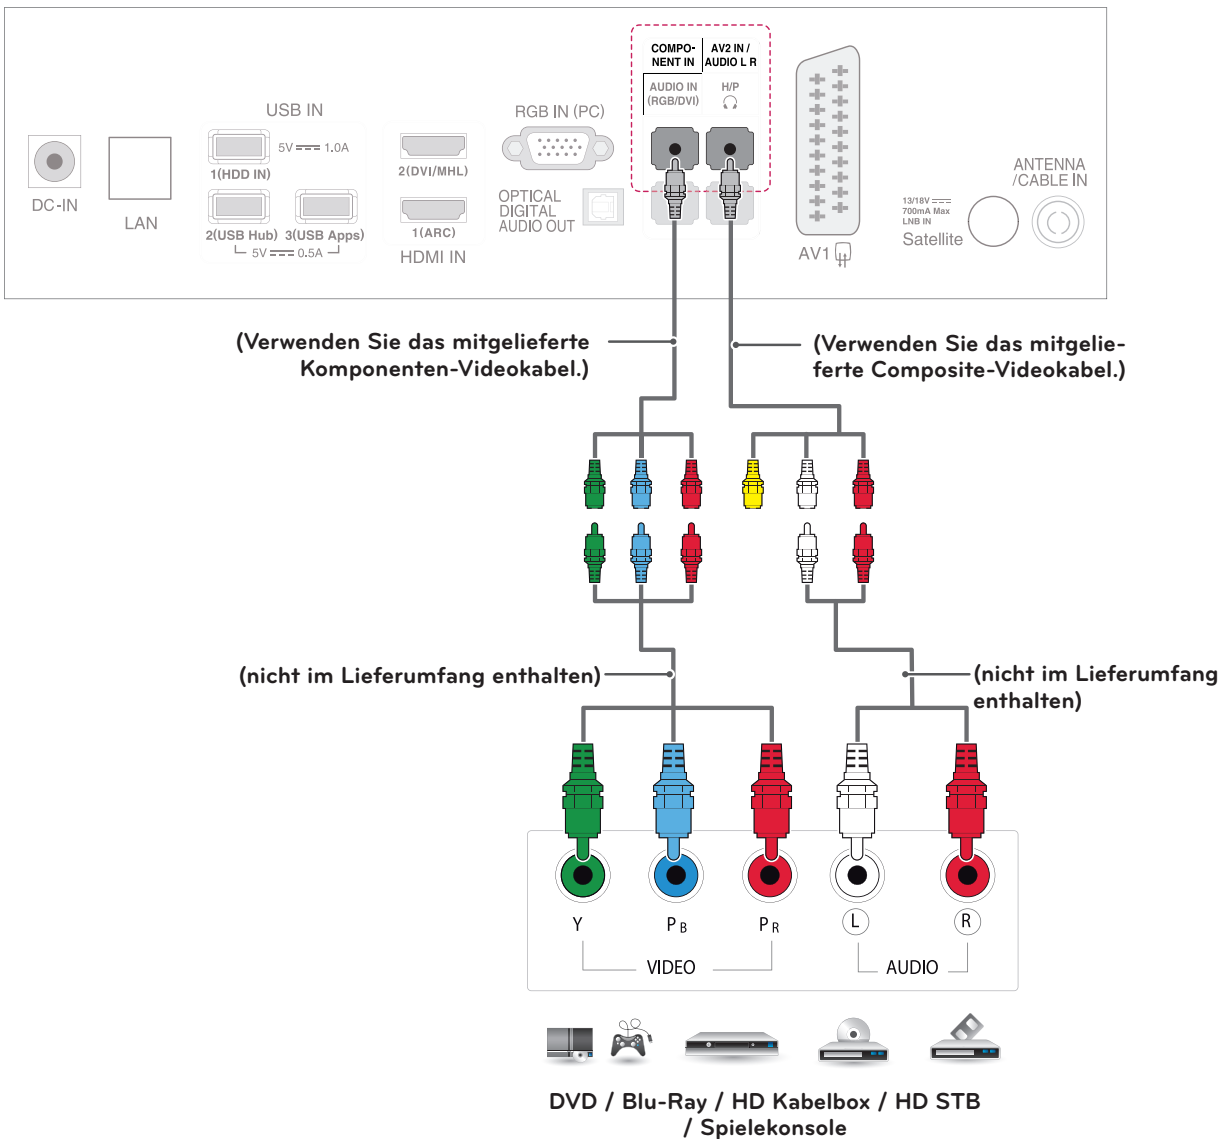 COMPO-
NENT IN
AV2 IN /
AUDIO L R
AUDIO IN
(RGB/DVI)
H/P
USB IN
RGB IN (PC)
5V 1.0A
1(HDD IN)
2(DVI/MHL)
ANTENNA
/CABLE IN
DC-IN
LAN
OPTICAL
DIGITAL
AUDIO OUT
13/18V
700mA Max
LNB IN
Satellite
2(USB Hub) 3(USB Apps)
5V 0.5A
1(ARC)
HDMI IN
AV1
(Verwenden Sie das mitgelieferte
Komponenten-Videokabel.)
(Verwenden Sie das mitgelie-
ferte Composite-Videokabel.)
(nicht im Lieferumfang enthalten)
(nicht im Lieferumfang
enthalten)
Y PB PR L R
VIDEO AUDIO
DVD / Blu-Ray / HD Kabelbox / HD STB
/ Spielekonsole